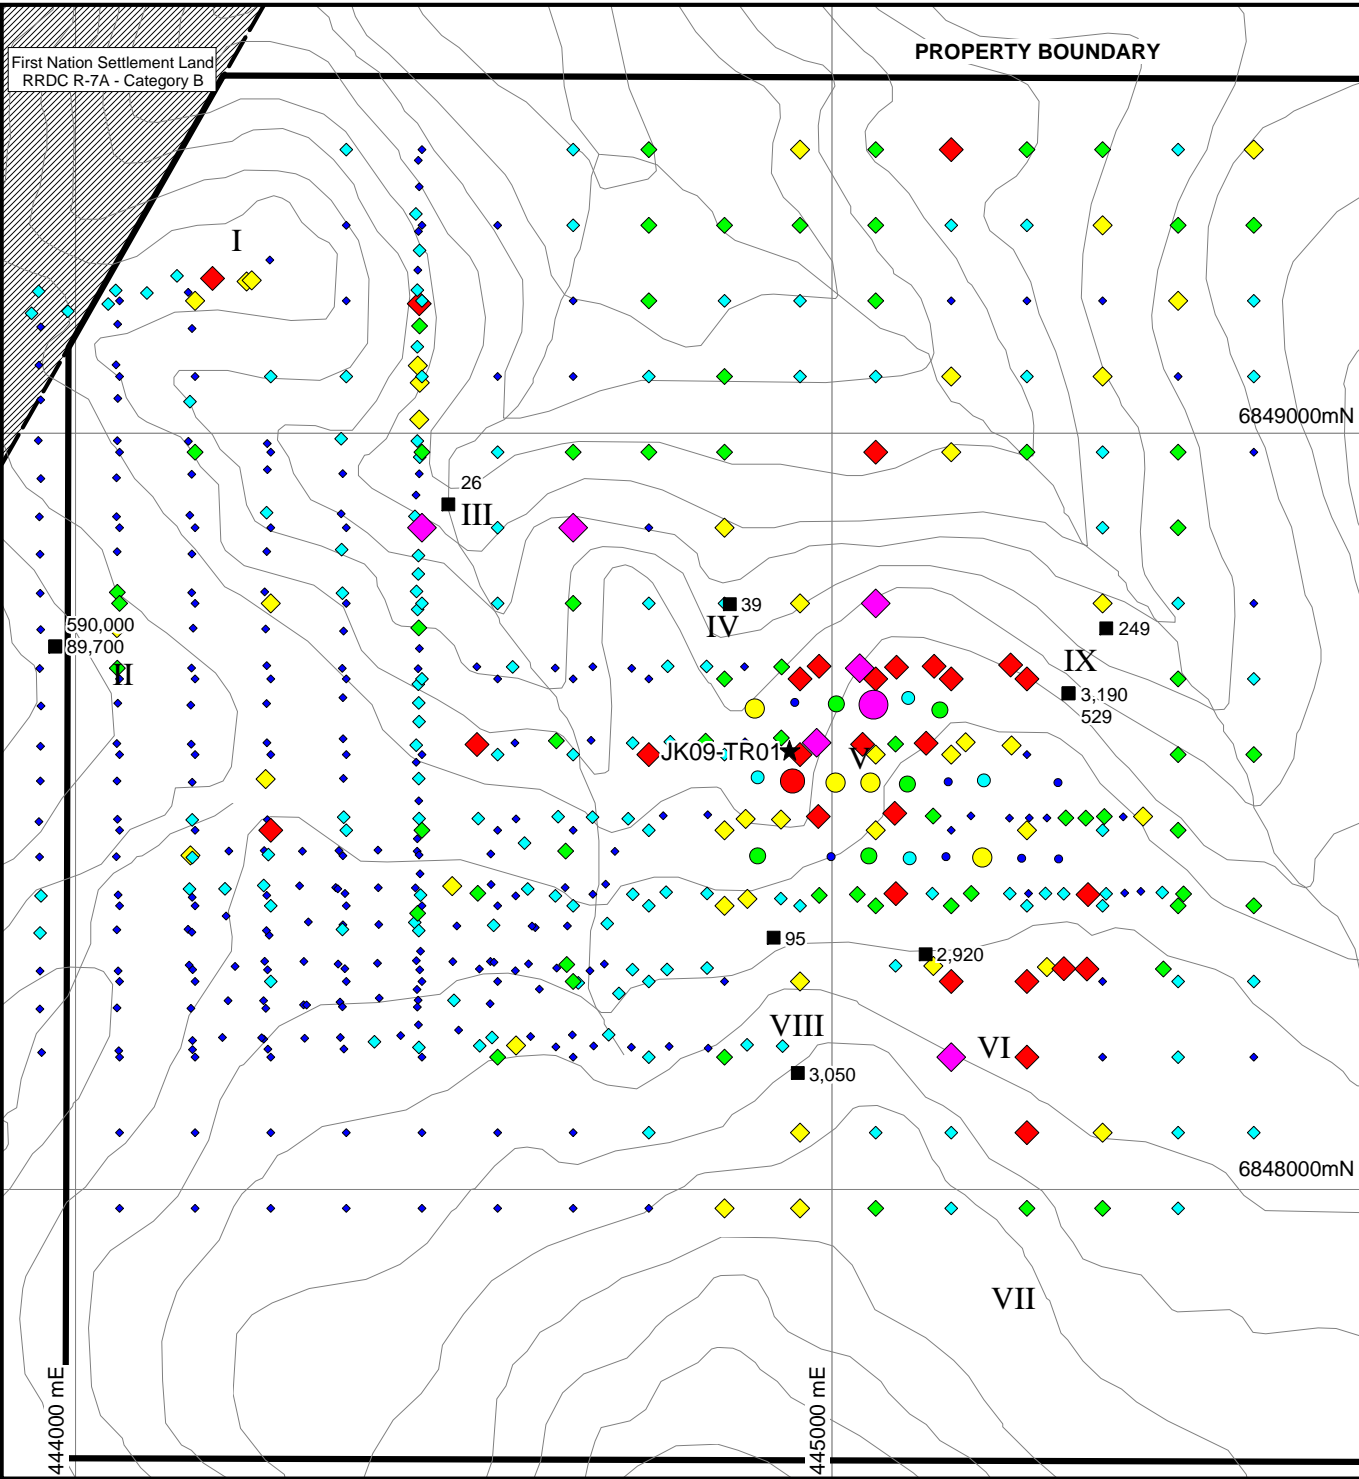 PROPERTY BOUNDARY
First Nation Settlement Land
RRDC R-7A - Category B
I
6849000mN
26
III
39
IV
590,000
89,700
II
249
IX
3,190
529
JK09-TR01
V
95
2,920
VIII
VI
3,050
6848000mN
VII
444000 mE
445000 mE